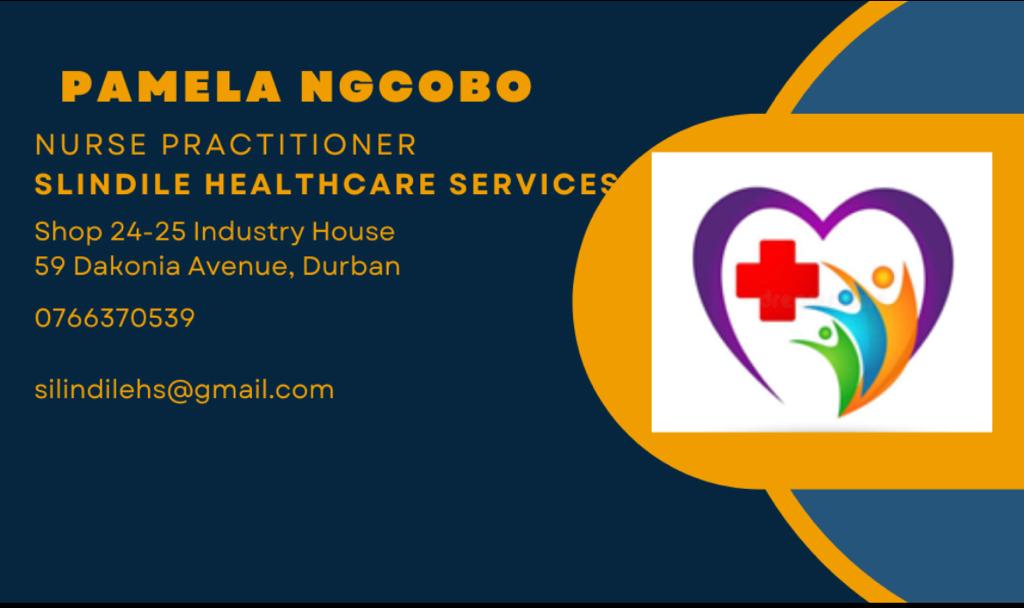 PAMELA NGCOBO
NURSE PRACTITIONER
SLINDILE HEALTHCARE SERVICES
Shop 24-25 Industry House
59 Dakonia Avenue, Durban
0766370539
silindilehs@gmail.com